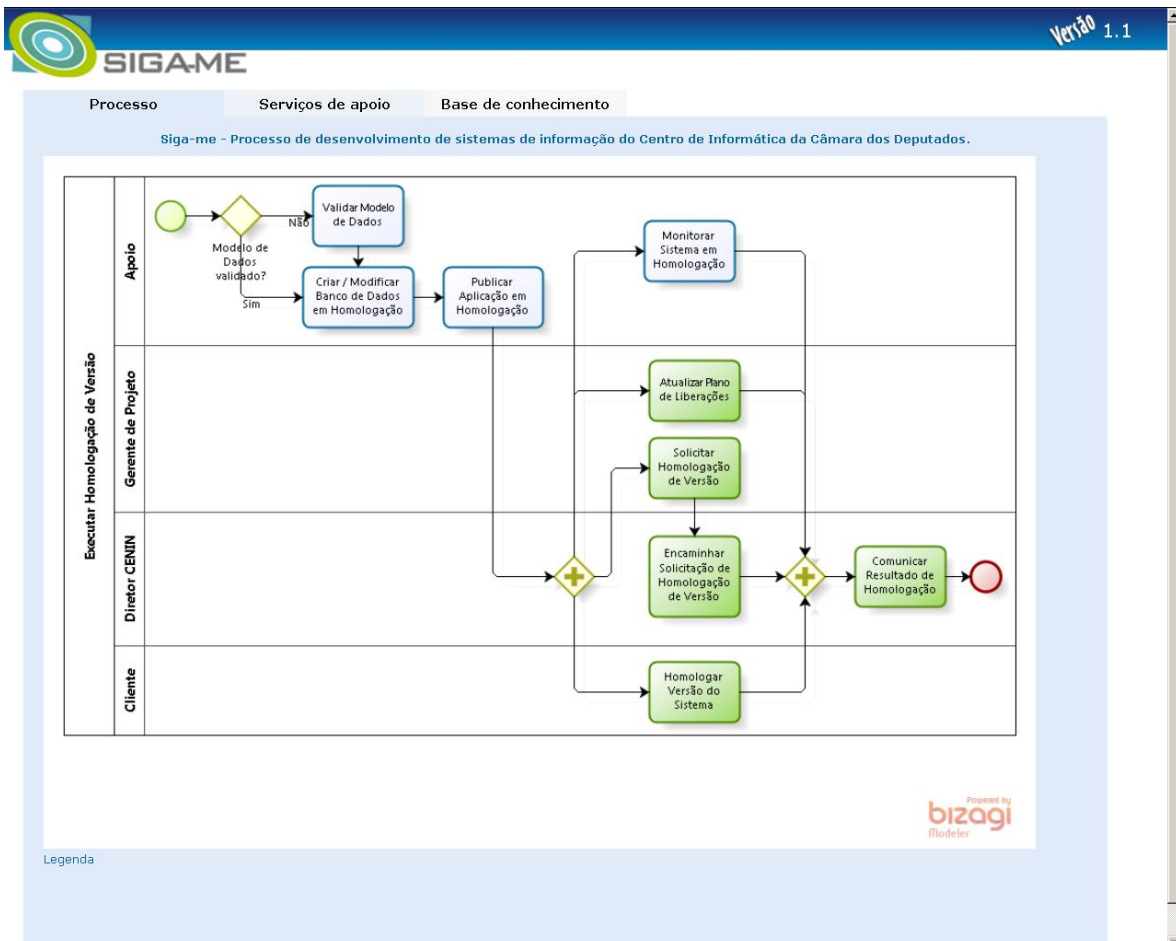 Versão 1.1
SIGA-ME
Processo
Serviços de apoio
Base de conhecimento
Siga-me - Processo de desenvolvimento de sistemas de informação do Centro de Informática da Câmara dos Deputados.
Executar Homologação de Versão
Apoio
Modelo de
Dados
validado?
Não
Sim
Validar Modelo
de Dados
Criar / Modificar
Banco de Dados
em Homologação
Publicar
Aplicação em
Homologação
Monitorar
Sistema em
Homologação
Gerente de Projeto
Atualizar Plano
de Liberações
Solicitar
Homologação
de Versão
Diretor CENIN
Encaminhar
Solicitação de
Homologação
de Versão
Comunicar
Resultado de
Homologação
Cliente
Homologar
Versão do
Sistema
Powered by
bizagi
Modeler
Legenda